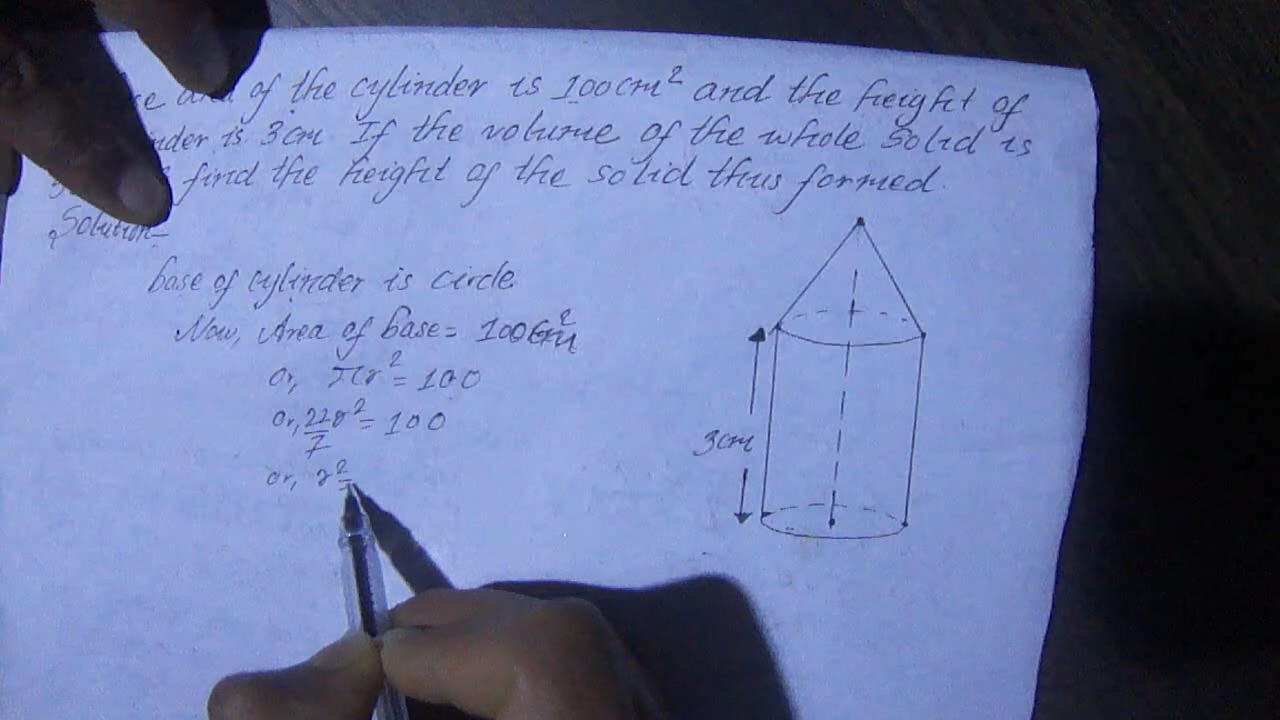 of the cylinder is 100cm² and the height of
is 3cm If the volume of the whole solid is
find the height of the solid thus formed.
Solution-
base of cylinder is circle.
Now, Area of base = 100cm²
Or, πr² = 100
Or, 22/7 r² = 100
or, r² =
3cm